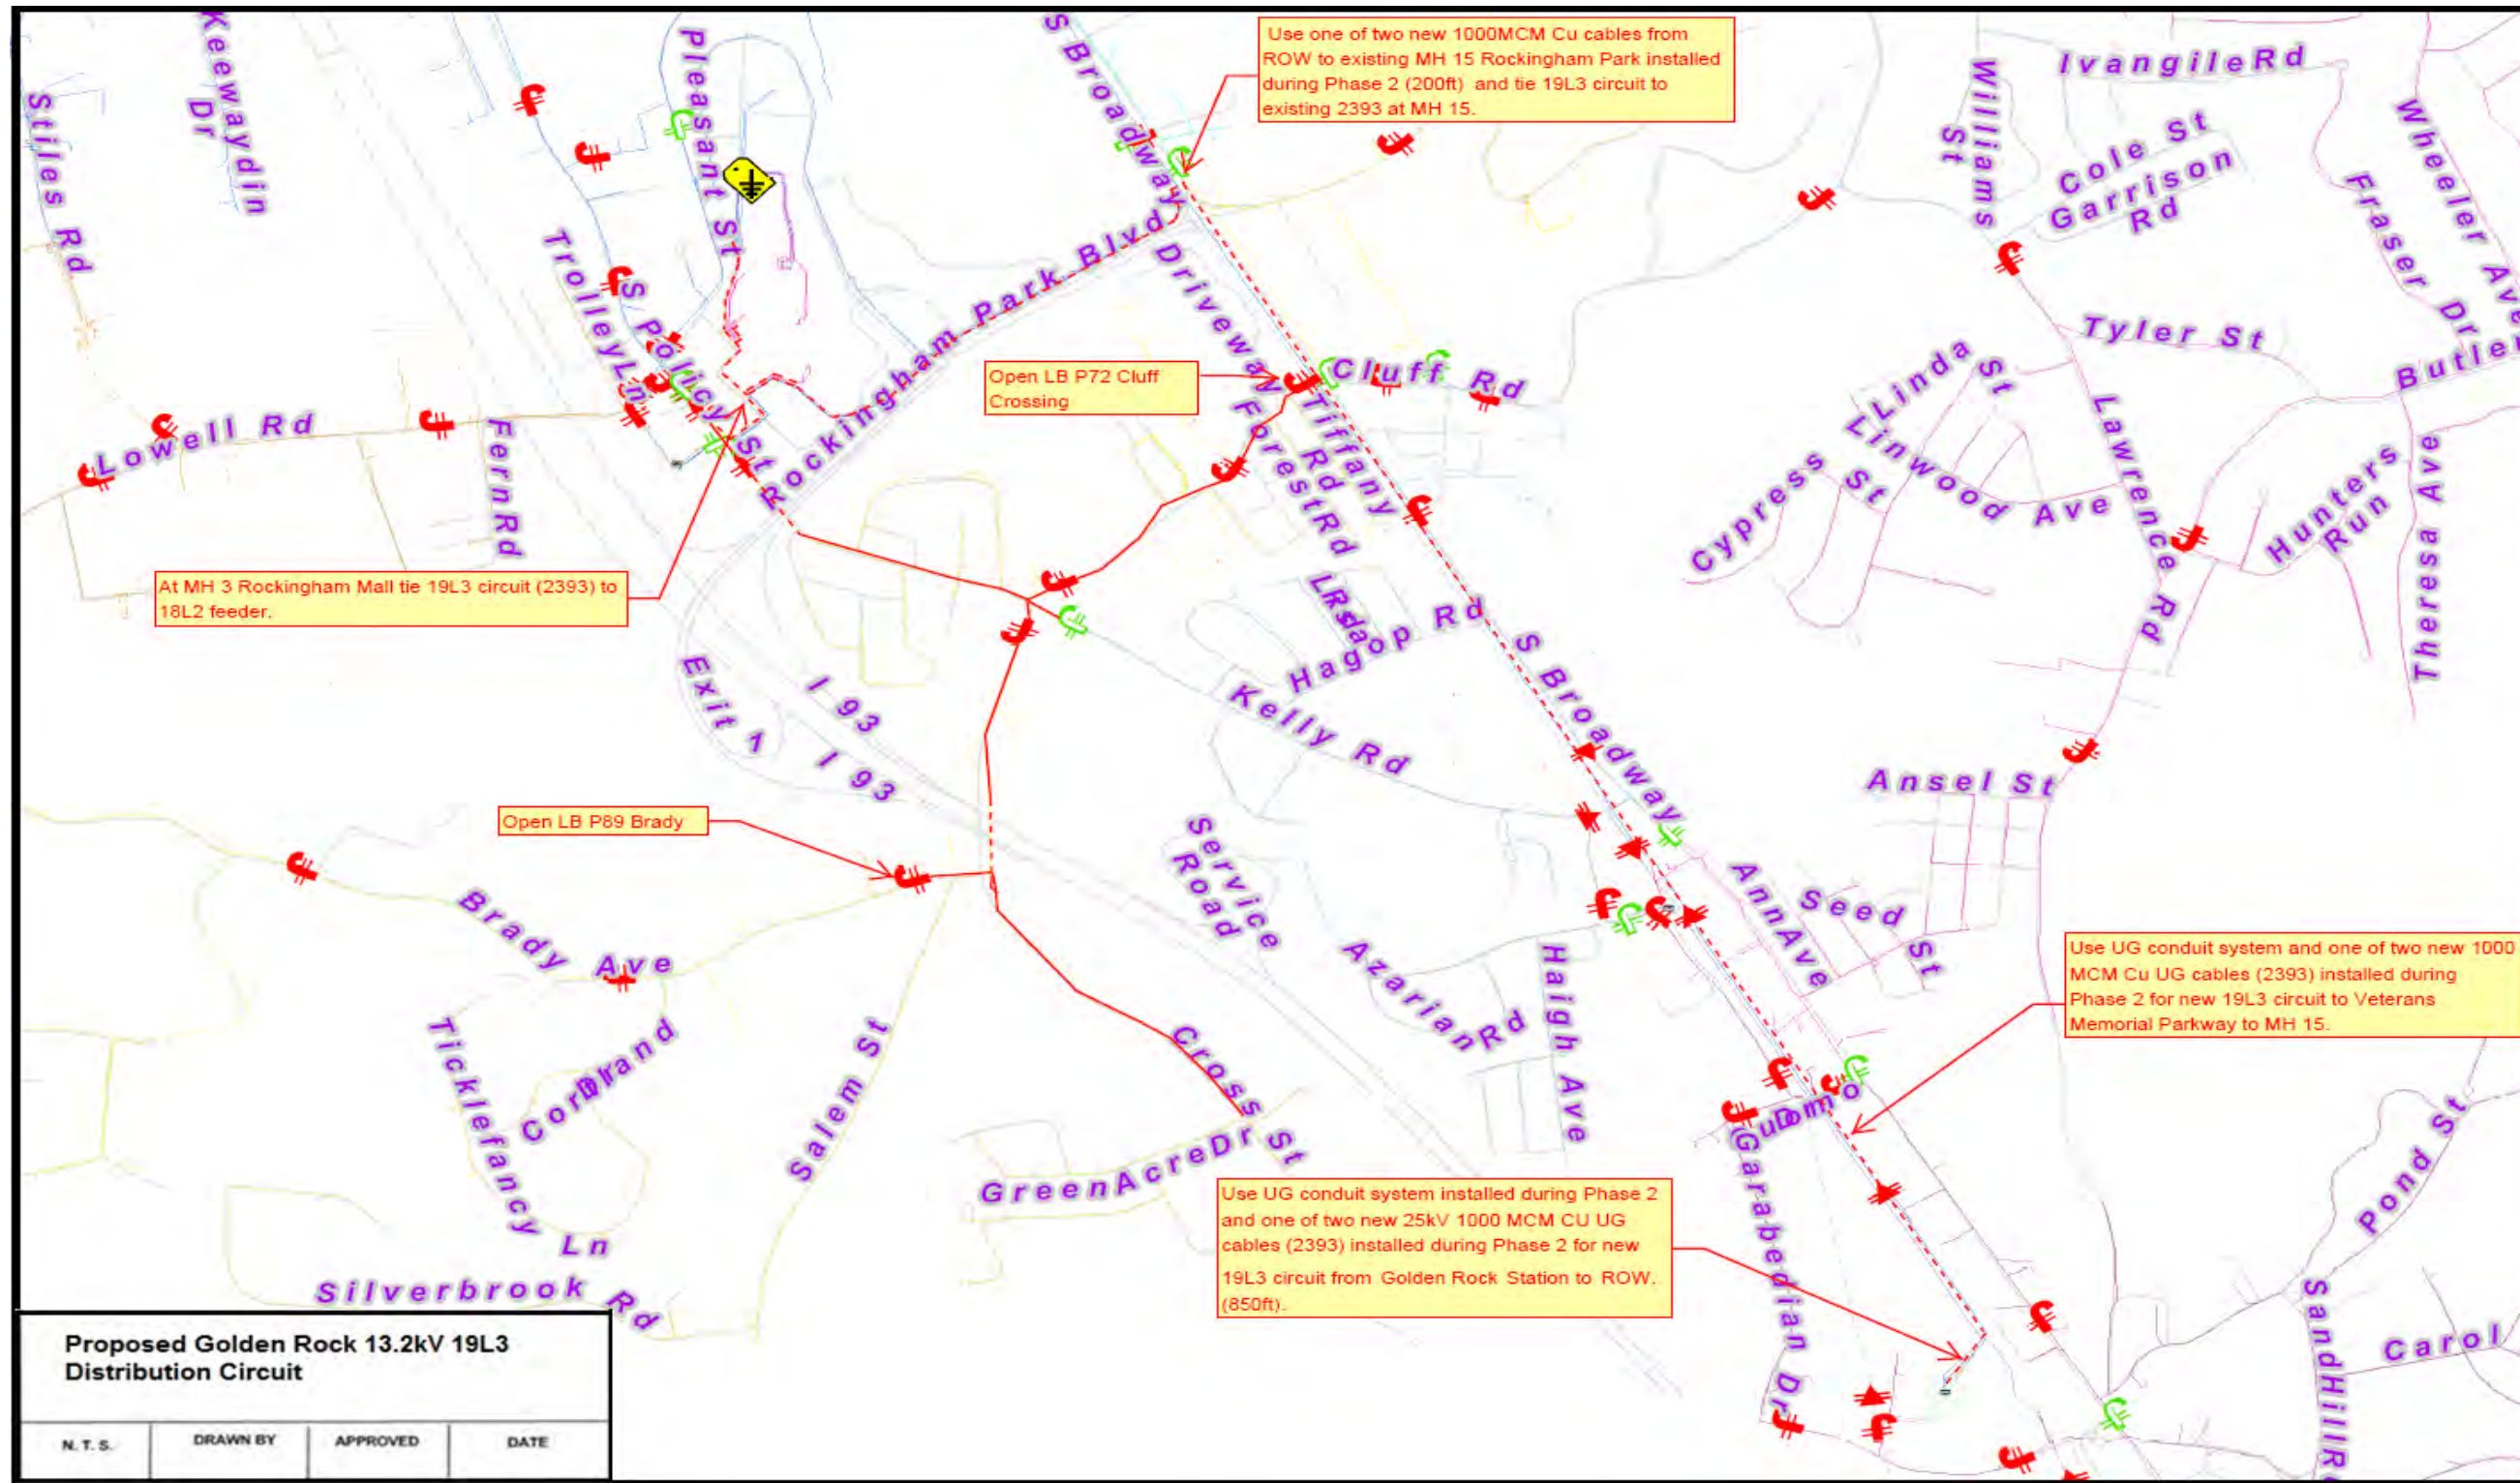 Use one of two new 1000MCM Cu cables from
ROW to existing MH 15 Rockingham Park installed
during Phase 2 (200ft) and tie 19L3 circuit to
existing 2393 at MH 15.
Keewaydin
Dr
Stiles Rd
Pleasant St
S Broadway
Williams
St
Ivangile Rd
Cole St
Garrison
Rd
Wheeler Ave
Fraser Dr
Trolley Ln
S Policy St
Rockingham Park Blvd
Driveway
Open LB P72 Cluff
Crossing
Cluff Rd
Tyler St
Butler
Linda St
Linwood Ave
Cypress St
Lawrence Rd
Hunters
Run
Theresa Ave
Lowell Rd
Fern Rd
Forest Rd
Tiffany
Rd
At MH 3 Rockingham Mall tie 19L3 circuit (2393) to
18L2 feeder.
Hagop Rd
S Broadway
Kelly Rd
Exit 1
I 93
I 93
Ansel St
Open LB P89 Brady
Service
Road
Brady Ave
Ann Ave
Seed St
Azarian Rd
Haigh Ave
Use UG conduit system and one of two new 1000
MCM Cu UG cables (2393) installed during
Phase 2 for new 19L3 circuit to Veterans
Memorial Parkway to MH 15.
Ticklefancy Ln
Salem St
Cross St
Green Acre Dr
Garabedian Dr
Pond St
Use UG conduit system installed during Phase 2
and one of two new 25kV 1000 MCM CU UG
cables (2393) installed during Phase 2 for new
19L3 circuit from Golden Rock Station to ROW.
(850ft).
Silverbrook Rd
Sand Hill R
Carol
Proposed Golden Rock 13.2kV 19L3
Distribution Circuit
N. T. S.
DRAWN BY
APPROVED
DATE